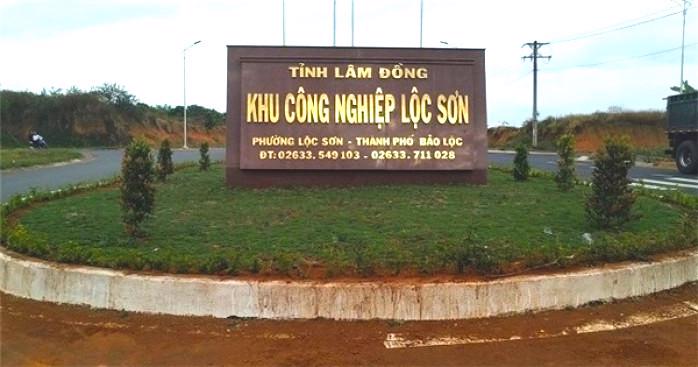 TỈNH LÂM ĐỒNG
KHU CÔNG NGHIỆP LỘC SƠN
PHƯỜNG LỘC SƠN - THÀNH PHỐ BẢO LỘC
ĐT: 02633. 549 103 - 02633. 711 028